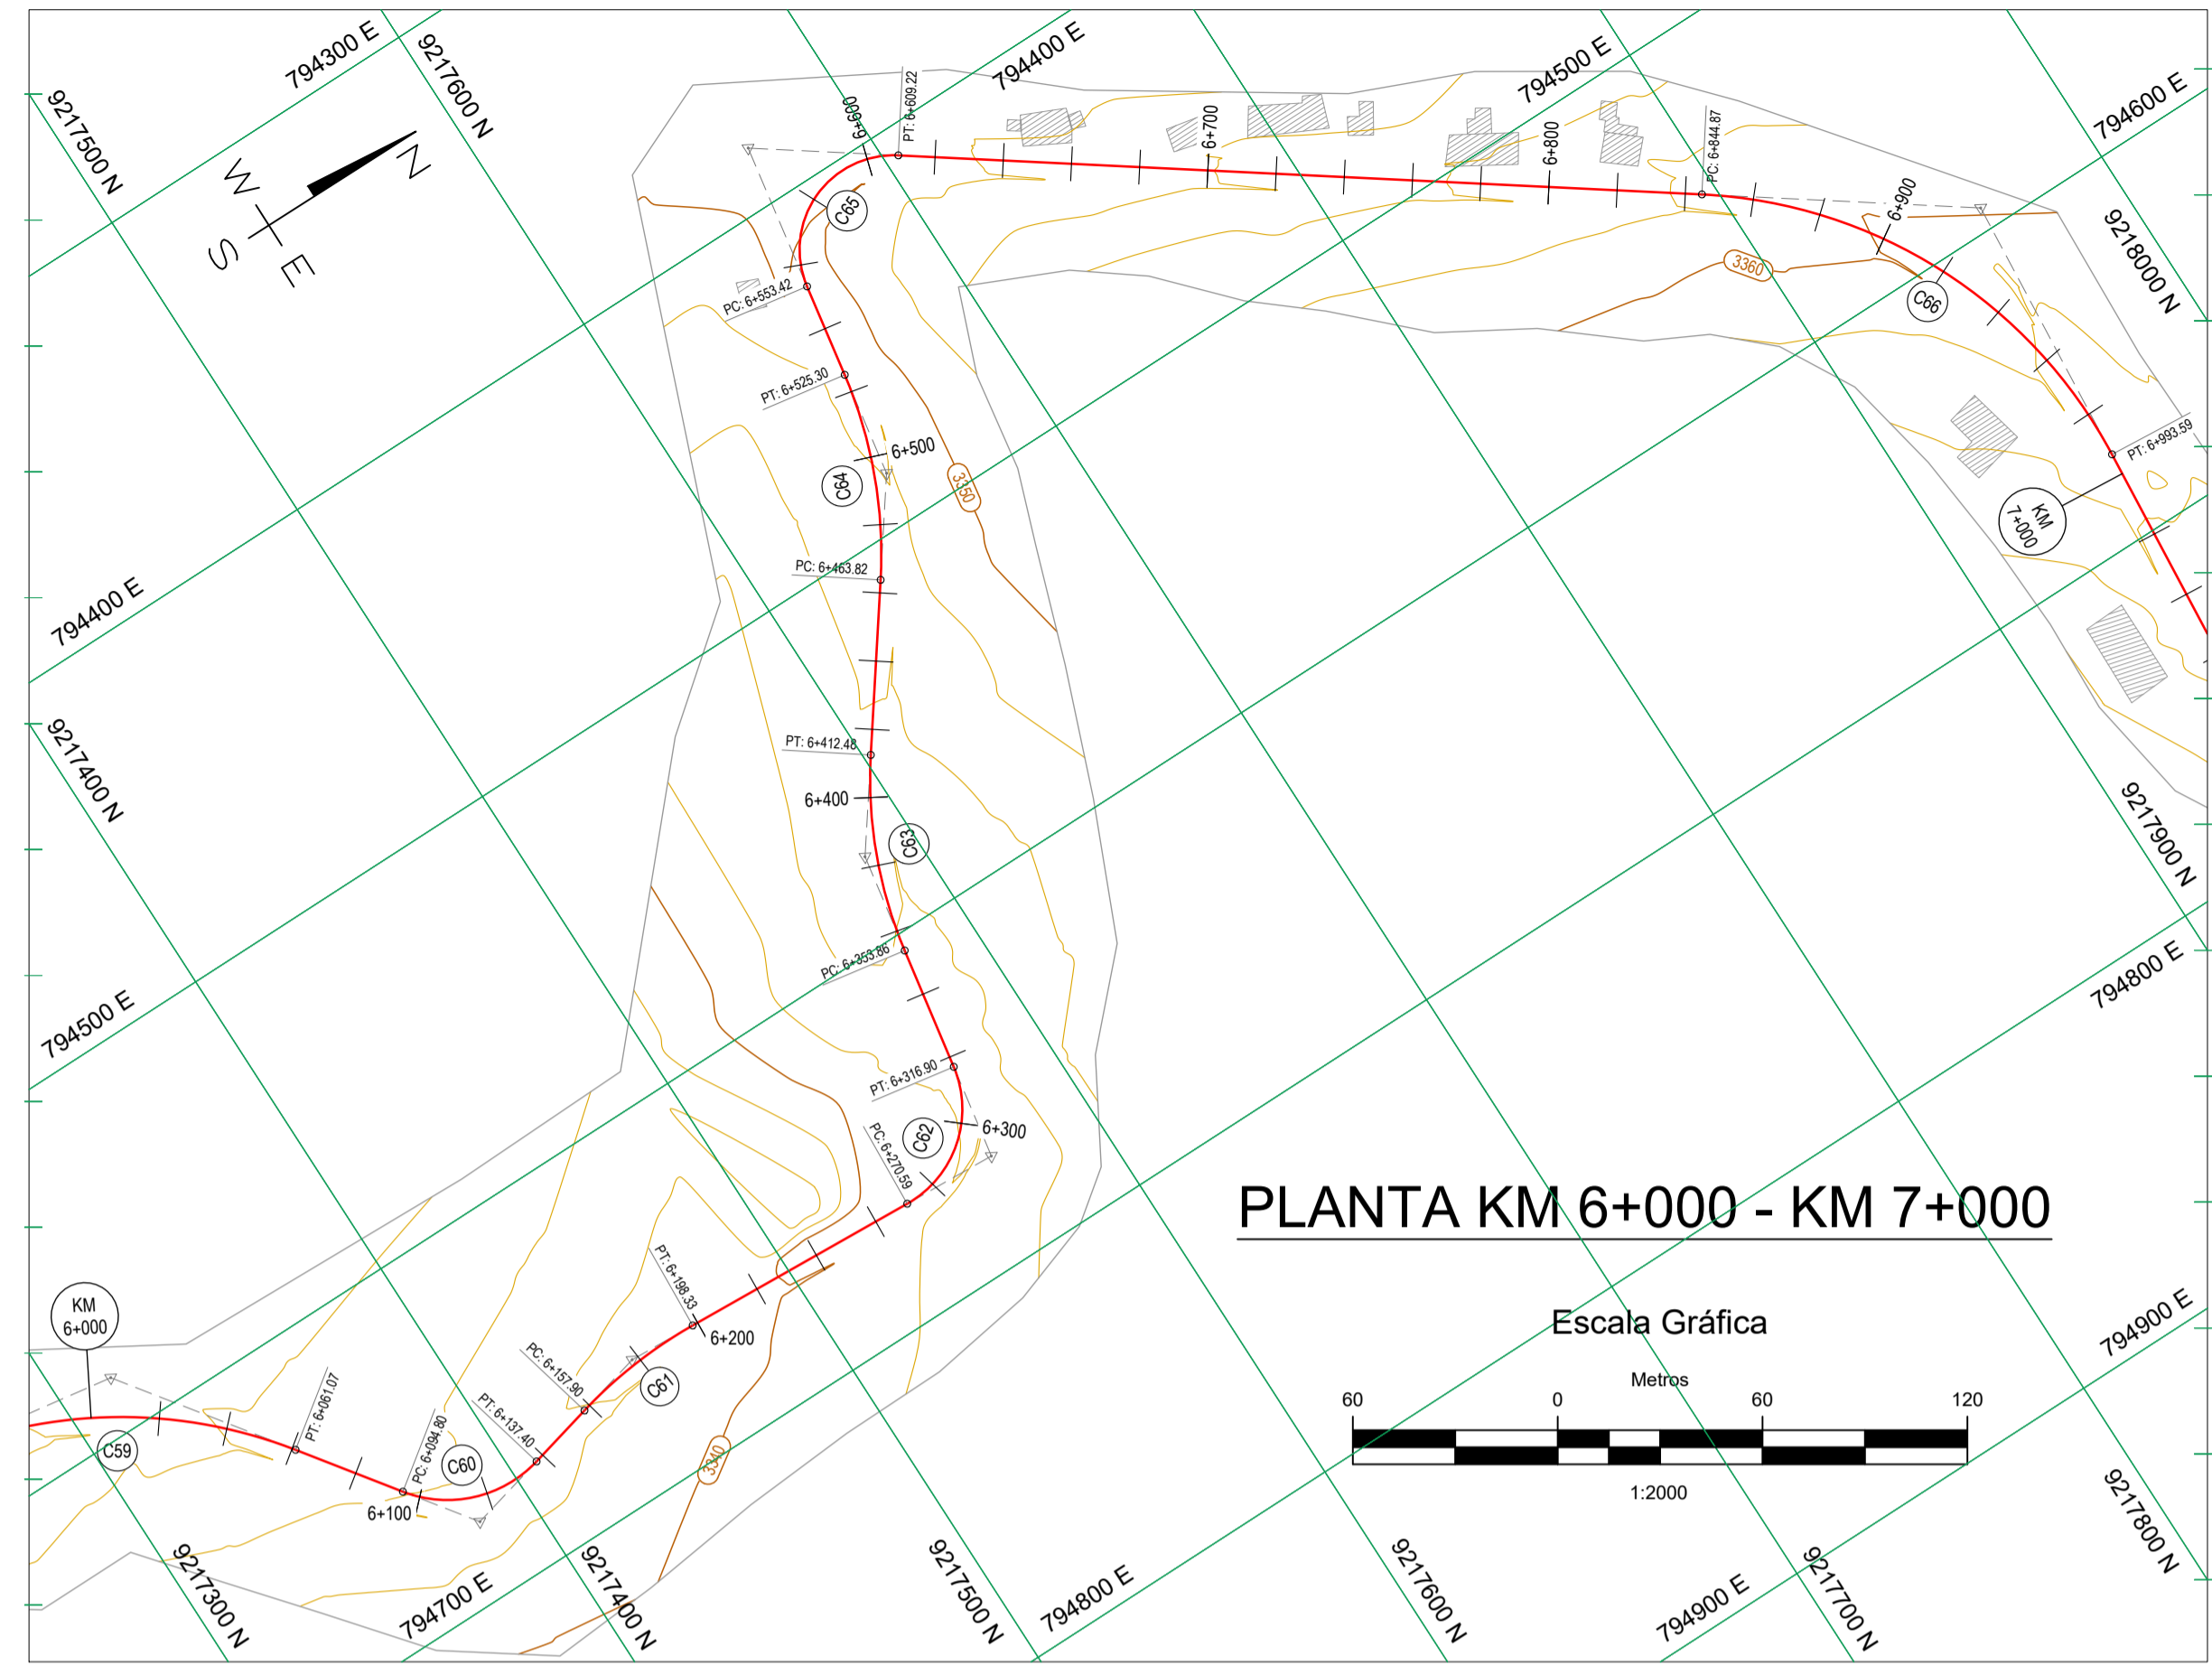 794300 E
9217600 N
794400 E
794500 E
794600 E
9217500 N
W
N
S
E
6+600
PT: 6+609.22
6+700
6+800
PC: 6+844.87
6+900
9218000 N
C65
3360
C66
PC: 6+553.42
PT: 6+525.30
6+500
C64
3350
PT: 6+993.59
KM
7+000
PC: 6+463.82
794400 E
9217400 N
PT: 6+412.48
6+400
C63
9217900 N
PC: 6+353.86
794500 E
794800 E
PT: 6+316.90
C62
6+300
PC: 6+270.59
PLANTA KM 6+000 - KM 7+000
KM
6+000
PT: 6+198.33
6+200
PC: 6+157.90
C61
Escala Gráfica
Metros
60 0 60 120
1:2000
794900 E
PT: 6+061.07
C59
PC: 6+094.80
PT: 6+137.40
C60
3340
6+100
9217300 N
794700 E
9217400 N
9217500 N
794800 E
9217600 N
794900 E
9217700 N
9217800 N